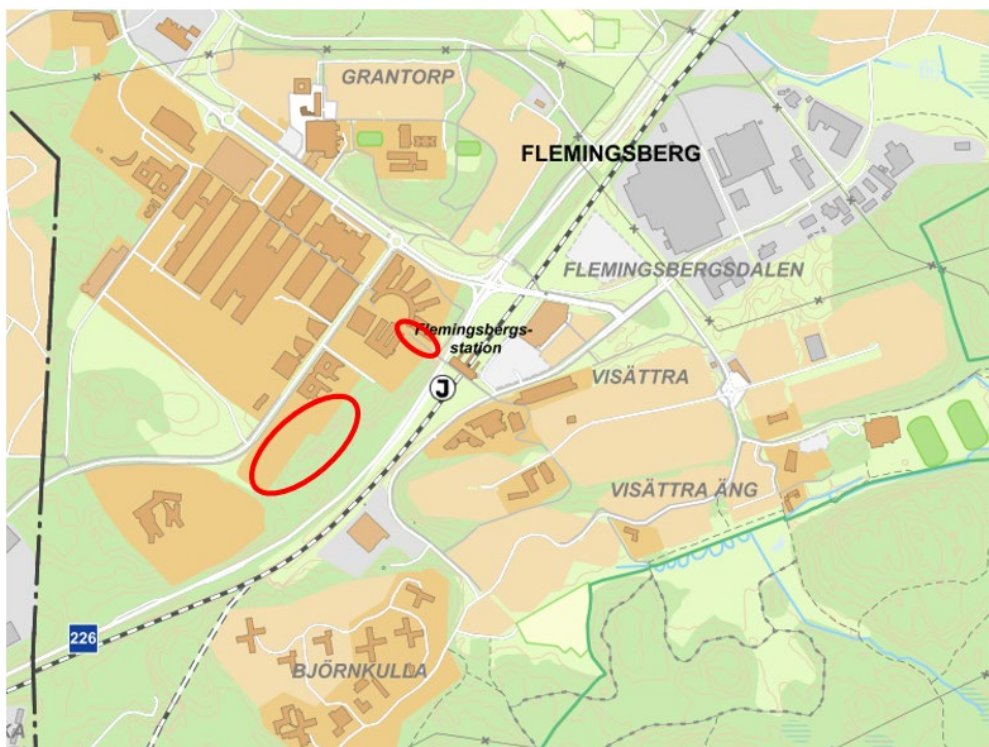 GRANTORP
FLEMINGSBERG
FLEMINGSBERGSDALEN
Flemingsbergs-
station
J
VISÄTTRA
VISÄTTRA ÄNG
226
BJÖRNKULLA